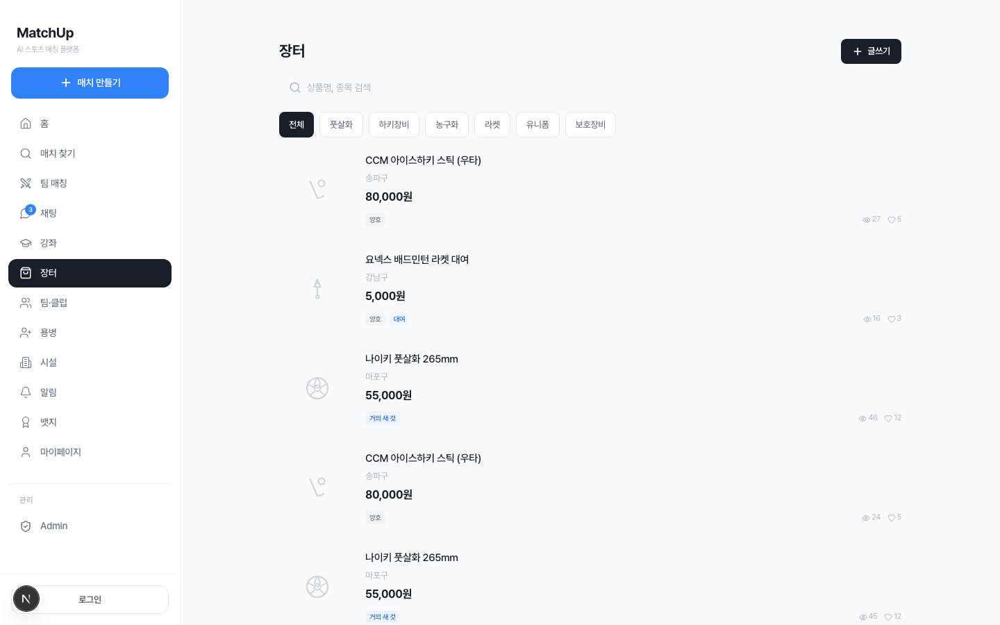 MatchUp
AI 스포츠 매칭 플랫폼
매치 만들기
홈
매치 찾기
팀 매칭
3
채팅
강좌
장터
팀·클럽
용병
시설
알림
뱃지
마이페이지
관리
Admin
N
로그인
장터
글쓰기
상품명, 종목 검색
전체 풋살화 하키장비 농구화 라켓 유니폼 보호장비
CCM 아이스하키 스틱 (우타)
송파구
80,000원
양호
27 5
요넥스 배드민턴 라켓 대여
강남구
5,000원
양호 대여
16 3
나이키 풋살화 265mm
마포구
55,000원
거의 새 것
46 12
CCM 아이스하키 스틱 (우타)
송파구
80,000원
양호
24 5
나이키 풋살화 265mm
마포구
55,000원
거의 새 것
45 12